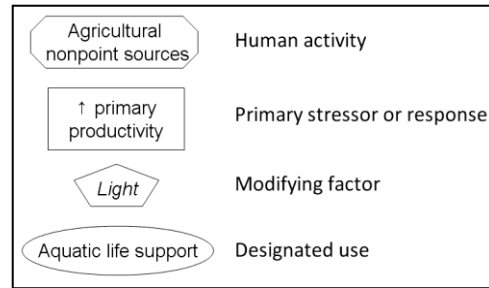 Agricultural
nonpoint sources
Human activity
↑ primary
productivity
Primary stressor or response
Light
Modifying factor
Aquatic life support
Designated use